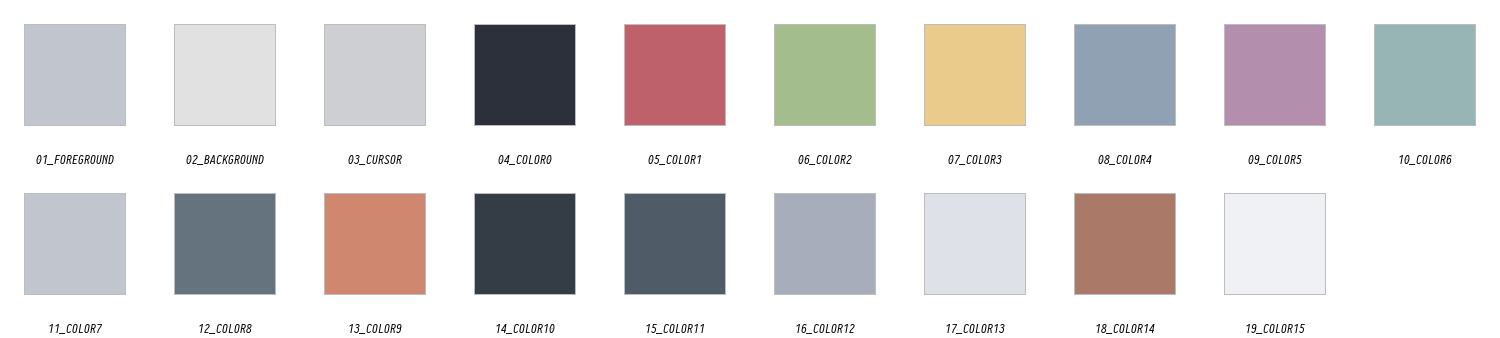 01_FOREGROUND 02_BACKGROUND 03_CURSOR 04_COLOR0 05_COLOR1 06_COLOR2 07_COLOR3 08_COLOR4 09_COLOR5 10_COLOR6
11_COLOR7 12_COLOR8 13_COLOR9 14_COLOR10 15_COLOR11 16_COLOR12 17_COLOR13 18_COLOR14 19_COLOR15